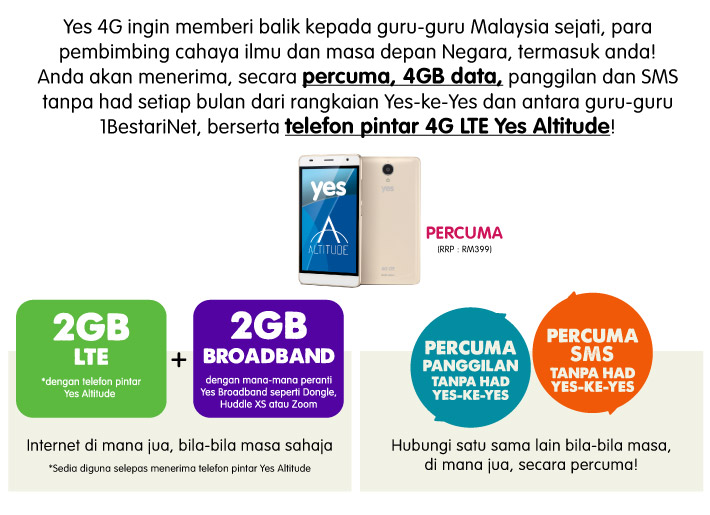 Yes 4G ingin memberi balik kepada guru-guru Malaysia sejati, para
pembimbing cahaya ilmu dan masa depan Negara, termasuk anda!
Anda akan menerima, secara percuma, 4GB data, panggilan dan SMS
tanpa had setiap bulan dari rangkaian Yes-ke-Yes dan antara guru-guru
1BestariNet, berserta telefon pintar 4G LTE Yes Altitude!
yes
ALTITUDE
yes
PERCUMA
(RRP : RM399)
2GB
LTE
*dengan telefon pintar
Yes Altitude
+
2GB
BROADBAND
dengan mana-mana peranti
Yes Broadband seperti Dongle,
Huddle XS atau Zoom
Internet di mana jua, bila-bila masa sahaja
*Sedia diguna selepas menerima telefon pintar Yes Altitude
PERCUMA
PANGGILAN
TANPA HAD
YES-KE-YES
PERCUMA
SMS
TANPA HAD
YES-KE-YES
Hubungi satu sama lain bila-bila masa,
di mana jua, secara percuma!